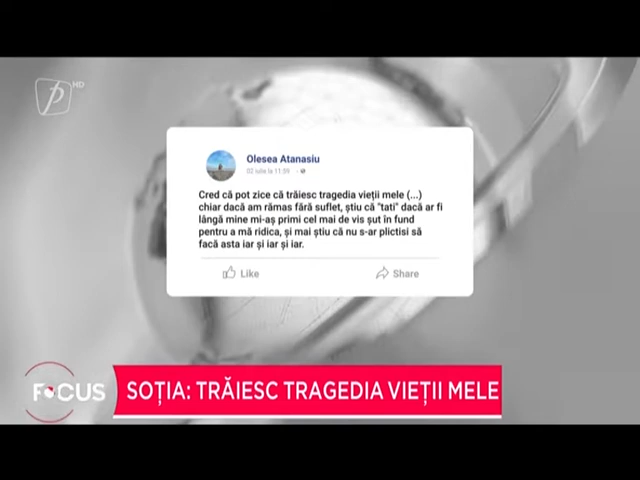 P HD
Olesea Atanasiu
02 iulie la 11:59
Cred că pot zice că trăiesc tragedia vieții mele (...)
chiar dacă am rămas fără suflet, știu că "tati" dacă ar fi
lângă mine mi-aș primi cel mai de vis șut în fund
pentru a mă ridica, și mai știu că nu s-ar plictisi să
facă asta iar și iar și iar.
Like
Share
FOCUS
SOȚIA: TRĂIESC TRAGEDIA VIEȚII MELE